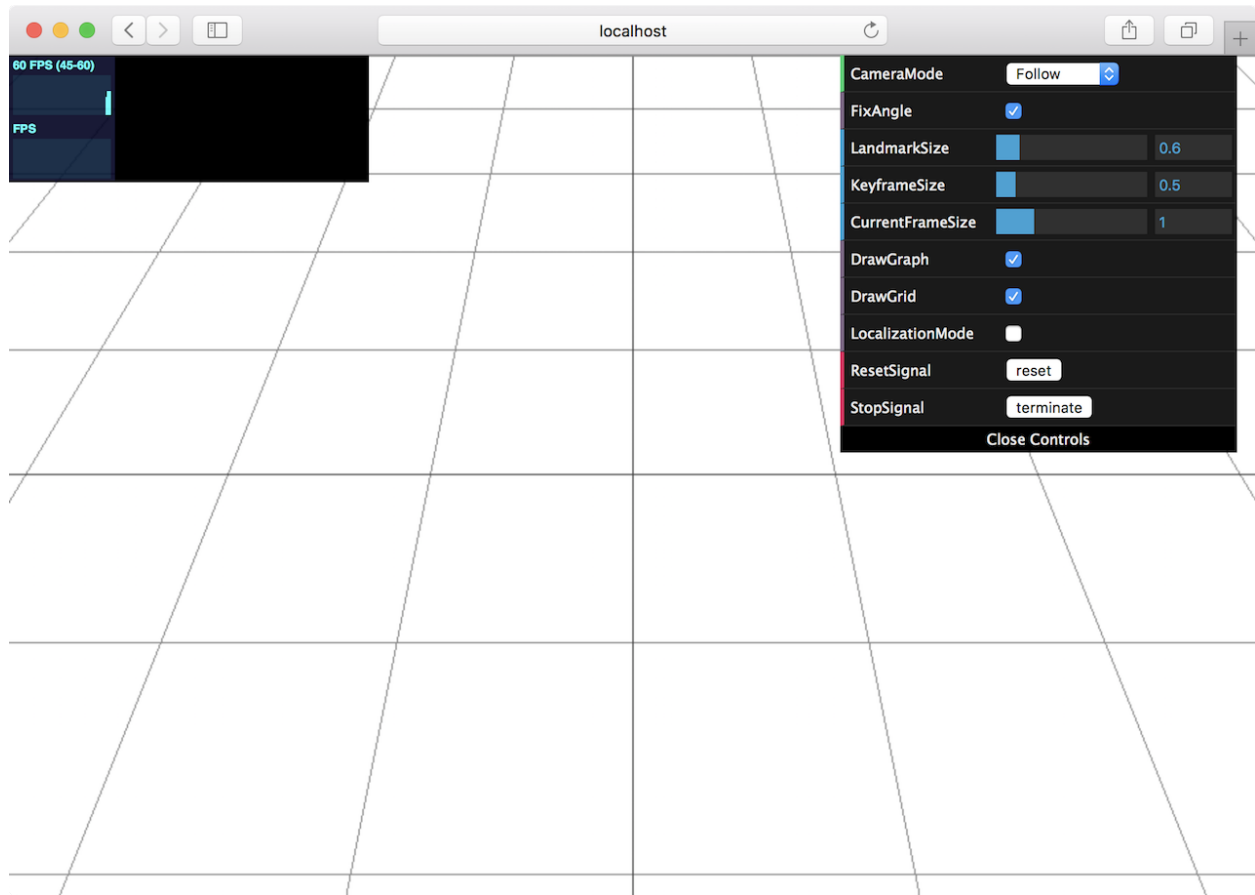 localhost
60 FPS (45-60)
FPS
CameraMode Follow
FixAngle
LandmarkSize 0.6
KeyframeSize 0.5
CurrentFrameSize 1
DrawGraph
DrawGrid
LocalizationMode
ResetSignal reset
StopSignal terminate
Close Controls